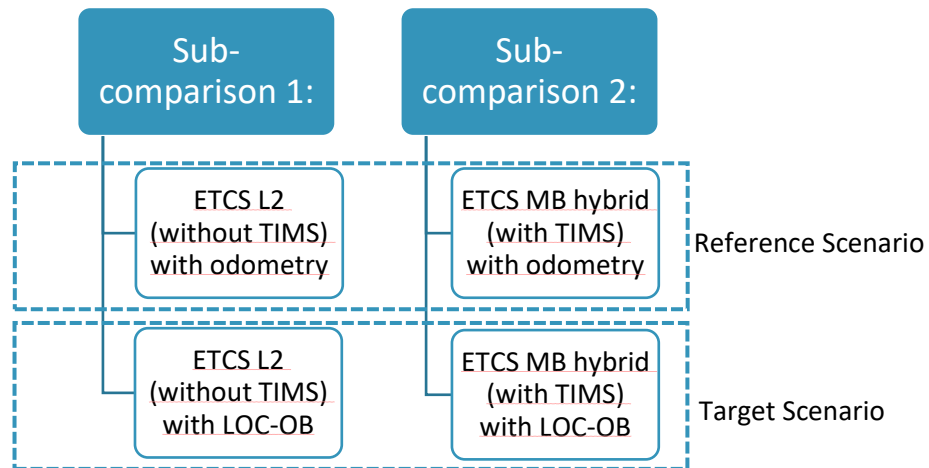 Sub-
comparison 1:
Sub-
comparison 2:
ETCS L2
(without TIMS)
with odometry
ETCS MB hybrid
(with TIMS)
with odometry
Reference Scenario
ETCS L2
(without TIMS)
with LOC-OB
ETCS MB hybrid
(with TIMS)
with LOC-OB
Target Scenario